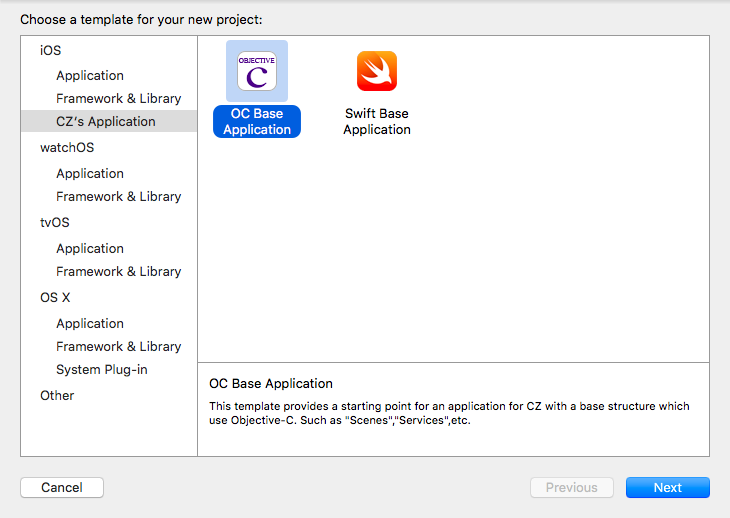 Choose a template for your new project:
iOS
Application
Framework & Library
CZ's Application
watchOS
Application
Framework & Library
tvOS
Application
Framework & Library
OS X
Application
Framework & Library
System Plug-in
Other
OBJECTIVE
C
OC Base
Application
Swift Base
Application
OC Base Application
This template provides a starting point for an application for CZ with a base structure which
use Objective-C. Such as "Scenes","Services",etc.
Cancel
Previous
Next